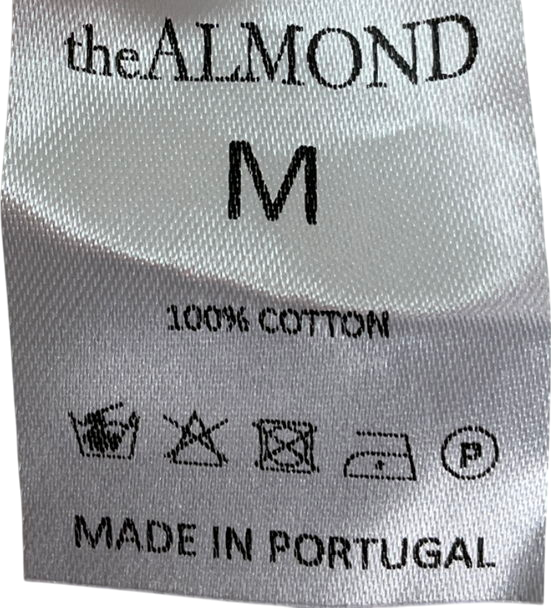 theALMOND
M
100% COTTON
P
MADE IN PORTUGAL